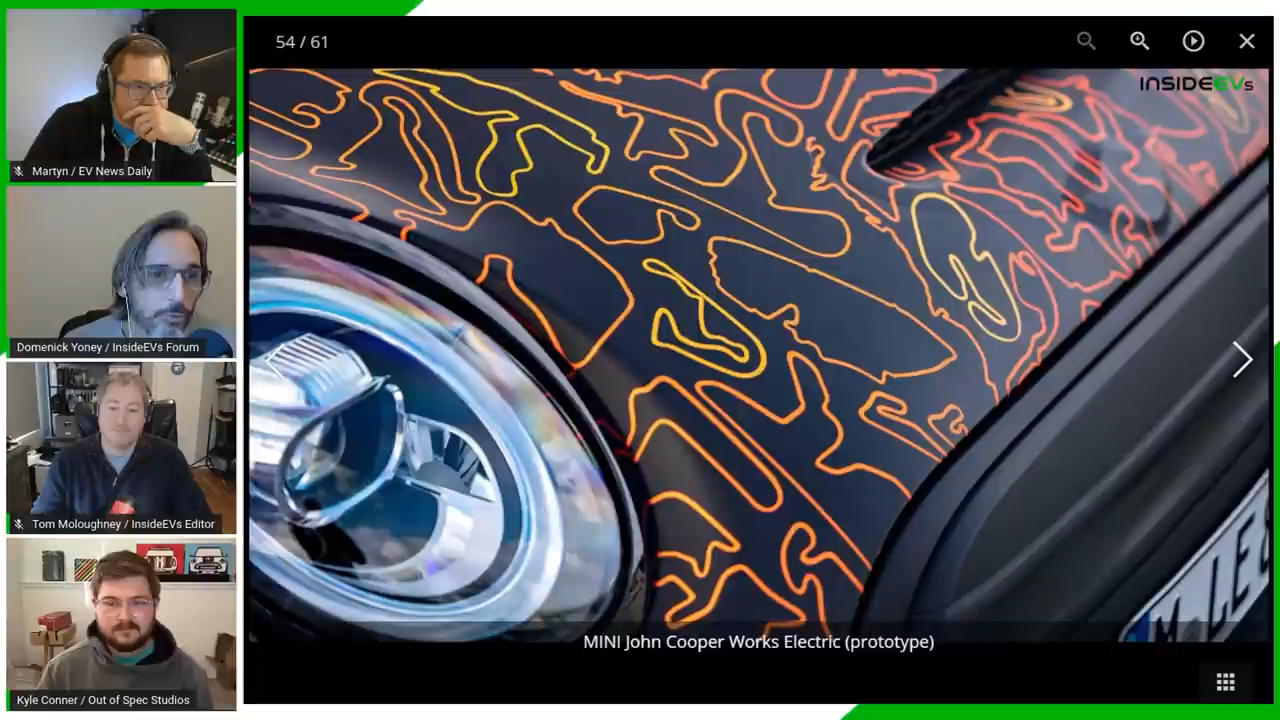 Martyn / EV News Daily
Domenick Yoney / InsideEVs Forum
Tom Moloughney / InsideEVs Editor
Kyle Conner / Out of Spec Studios
54 / 61
INSIDEEVs
MINI John Cooper Works Electric (prototype)